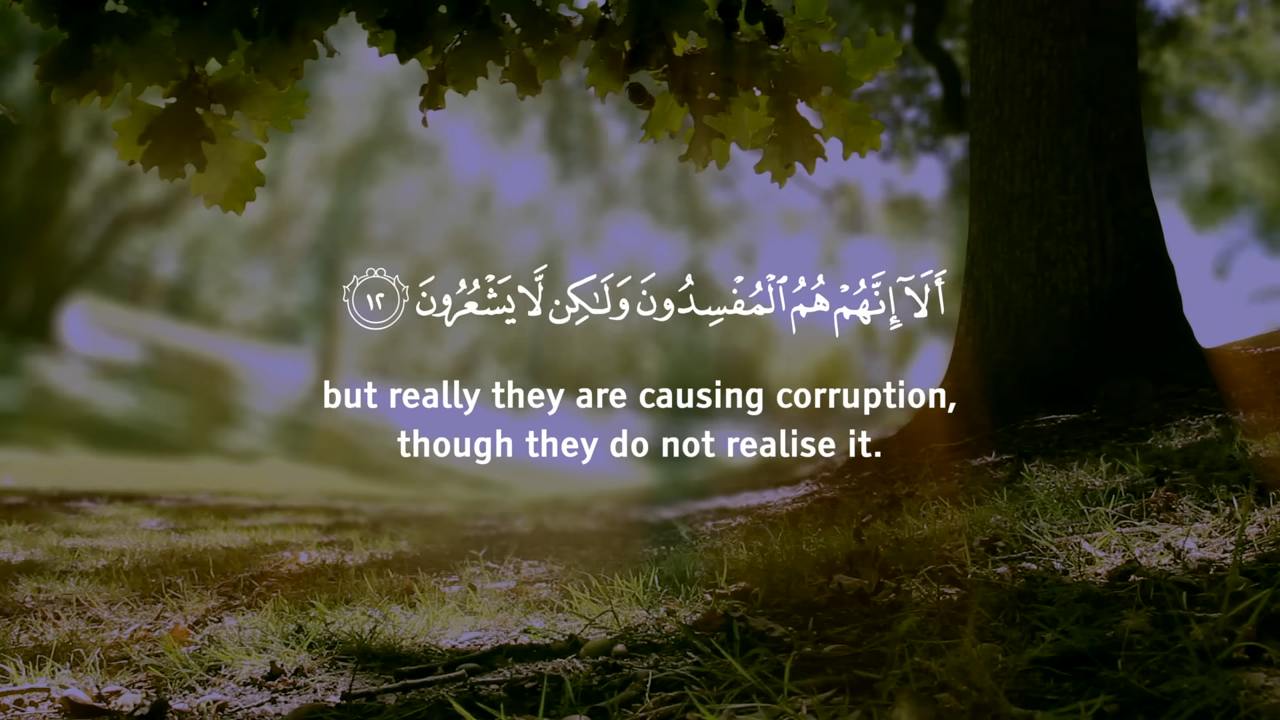 أَلَآ إِنَّهُمْ هُمُ ٱلْمُفْسِدُونَ وَلَـٰكِن لَّا يَشْعُرُونَ ١٢
but really they are causing corruption,
though they do not realise it.